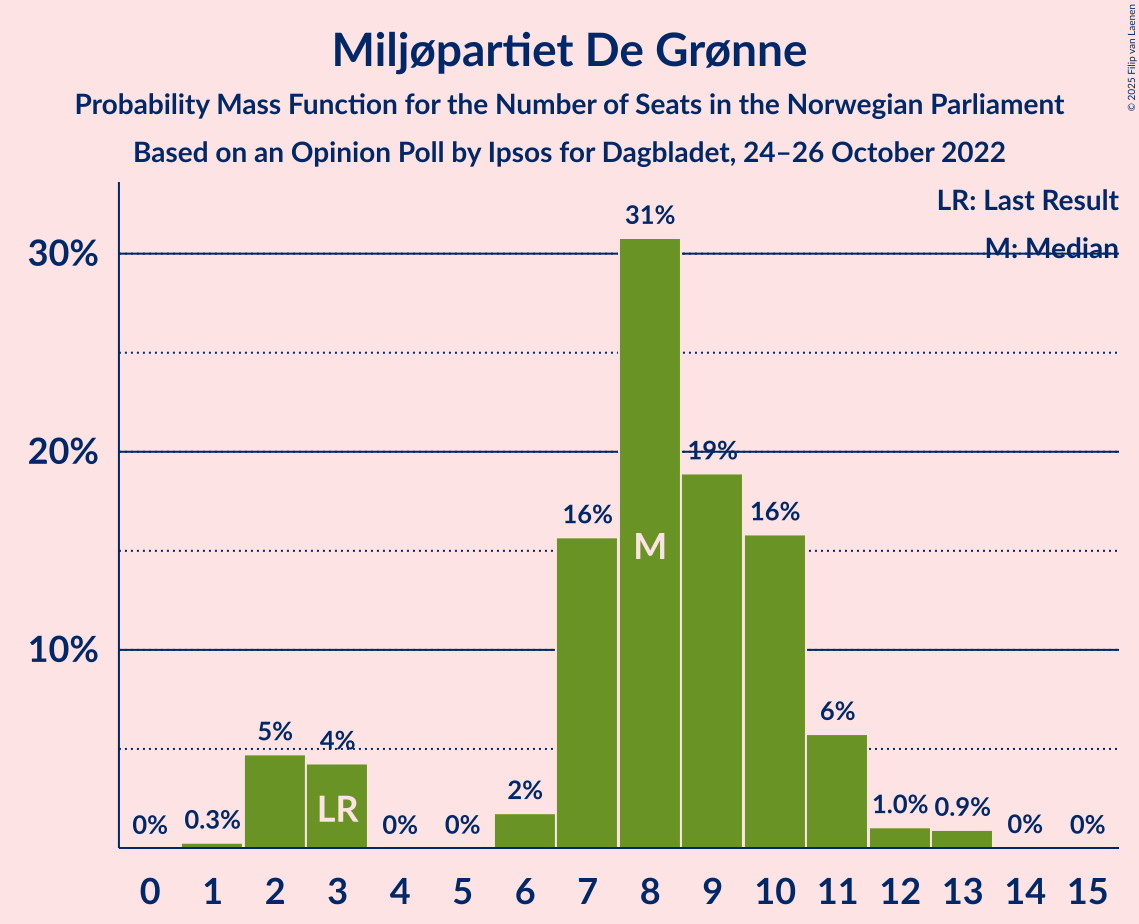 Miljøpartiet De Grønne
Probability Mass Function for the Number of Seats in the Norwegian Parliament
Based on an Opinion Poll by Ipsos for Dagbladet, 24–26 October 2022
© 2025 Filip van Laenen
LR: Last Result
M: Median
30%
20%
10%
0%
0.3%
5%
4%
0%
0%
2%
16%
31%
19%
16%
6%
1.0%
0.9%
0%
0%
LR
M
0 1 2 3 4 5 6 7 8 9 10 11 12 13 14 15